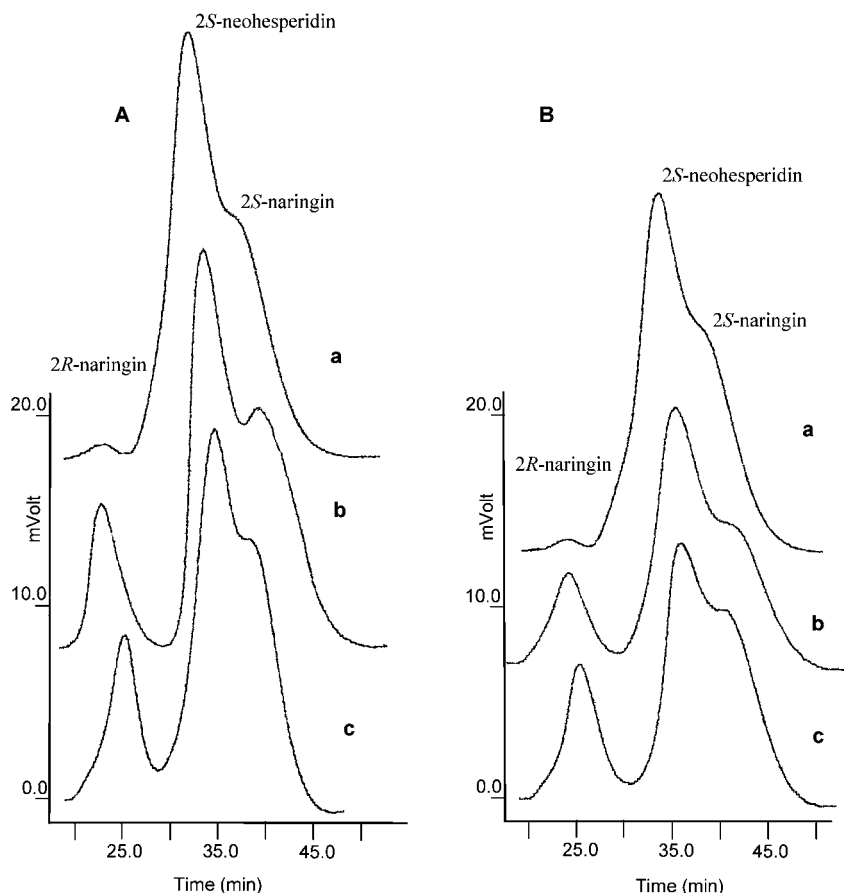 A
2S-neohesperidin
2S-naringin
2R-naringin
a
b
c
20.0
10.0
0.0
mVolt
25.0 35.0 45.0
Time (min)
B
2S-neohesperidin
2S-naringin
2R-naringin
a
b
c
20.0
10.0
0.0
mVolt
25.0 35.0 45.0
Time (min)